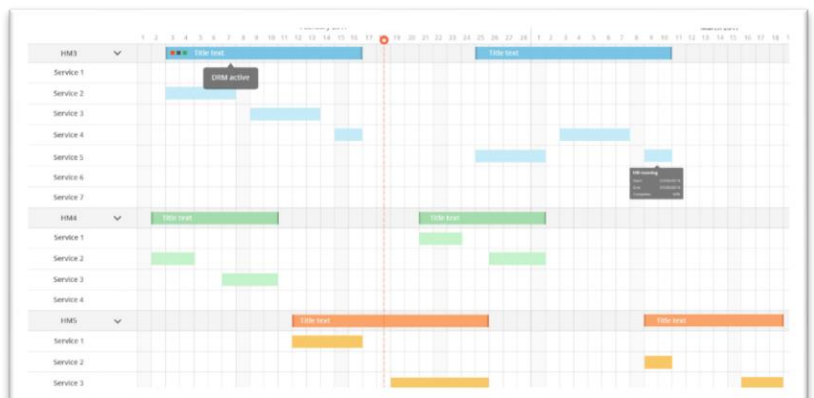 1 2 3 4 5 6 7 8 9 10 11 12 13 14 15 16 17 19 20 21 22 23 24 25 26 27 28 1 2 3 4 5 6 7 8 9 10 11 12 13 14 15 16 17 18
HM3 Title text Title text
Service 1
DRM active
Service 2
Service 3
Service 4
Service 5
Service 6
Service 7
HM4 Title text Title text
Service 1
Service 2
Service 3
Service 4
HM5 Title text Title text
Service 1
Service 2
Service 3